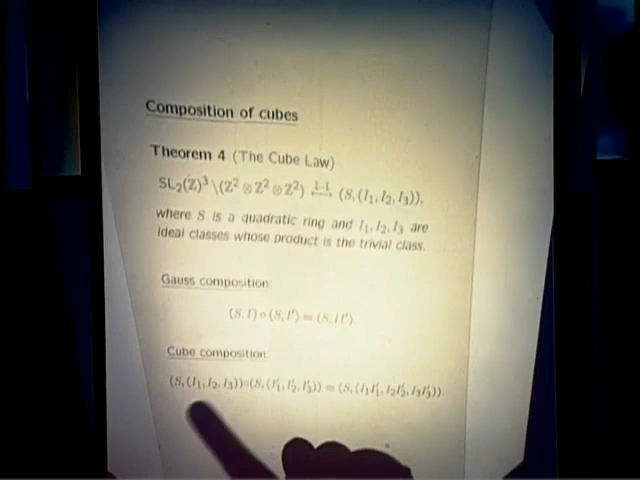 Composition of cubes
Theorem 4 (The Cube Law)
SL₂(ℤ)³\(ℤ² ⊗ ℤ² ⊗ ℤ²) ⟷¹⁻¹ (S, (I₁, I₂, I₃)),
where S is a quadratic ring and I₁, I₂, I₃ are
ideal classes whose product is the trivial class.
Gauss composition:
(S, I) ∘ (S, I′) = (S, II′).
Cube composition:
(S, (I₁, I₂, I₃))∘(S, (I′₁, I′₂, I′₃)) = (S, (I₁I′₁, I₂I′₂, I₃I′₃)).